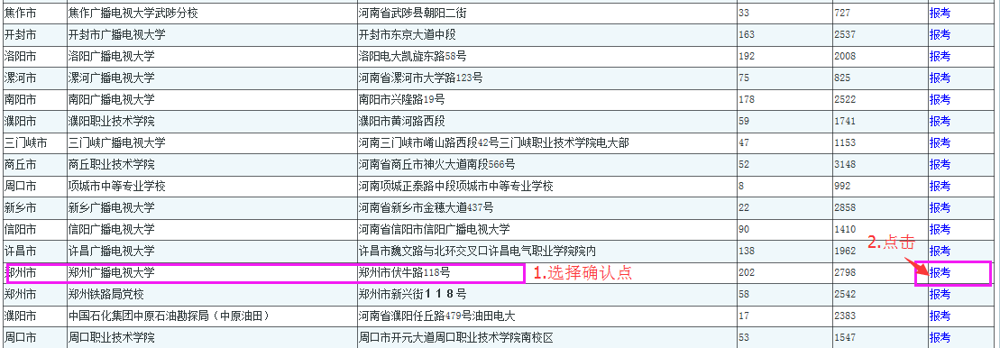 焦作市 焦作广播电视大学武陟分校 河南省武陟县朝阳二街 33 727 报考
开封市 开封市广播电视大学 开封市东京大道中段 163 2537 报考
洛阳市 洛阳广播电视大学 洛阳电大凯旋东路58号 192 2008 报考
漯河市 漯河广播电视大学 河南省漯河市大学路123号 75 825 报考
南阳市 南阳广播电视大学 南阳市兴隆路19号 178 2522 报考
濮阳市 濮阳职业技术学院 濮阳市黄河路西段 59 1741 报考
三门峡市 三门峡广播电视大学 河南三门峡市崤山路西段42号三门峡职业技术学院电大部 47 1153 报考
商丘市 商丘职业技术学院 河南省商丘市神火大道南段566号 52 3148 报考
周口市 项城市中等专业学校 河南项城正泰路中段项城市中等专业学校 8 992 报考
新乡市 新乡广播电视大学 河南省新乡市金穗大道437号 22 2858 报考
信阳市 信阳广播电视大学 河南省信阳市信阳广播电视大学 90 1410 报考
许昌市 许昌广播电视大学 许昌市魏文路与北环交叉口许昌电气职业学院院内 138 1962 报考
2.点击
郑州市 郑州广播电视大学 郑州市伏牛路118号 1.选择确认点 202 2798 报考
郑州市 郑州铁路局党校 郑州市新兴街118号 58 2542 报考
濮阳市 中国石化集团中原石油勘探局（中原油田） 河南省濮阳任丘路479号油田电大 17 2383 报考
周口市 周口职业技术学院 周口市开元大道周口职业技术学院南校区 53 1547 报考